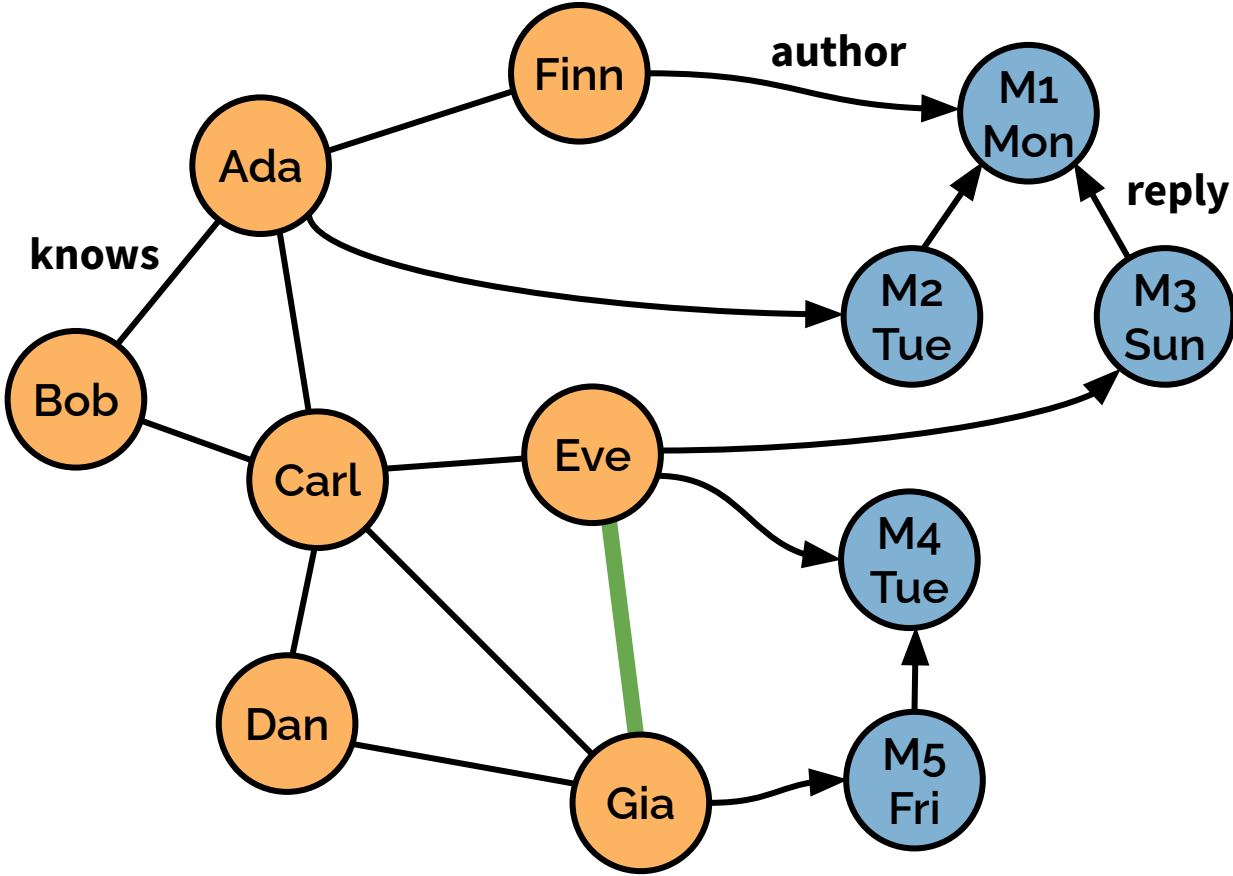 Finn
author
M1
Mon
Ada
reply
knows
M2
Tue
M3
Sun
Bob
Carl
Eve
M4
Tue
Dan
Gia
M5
Fri